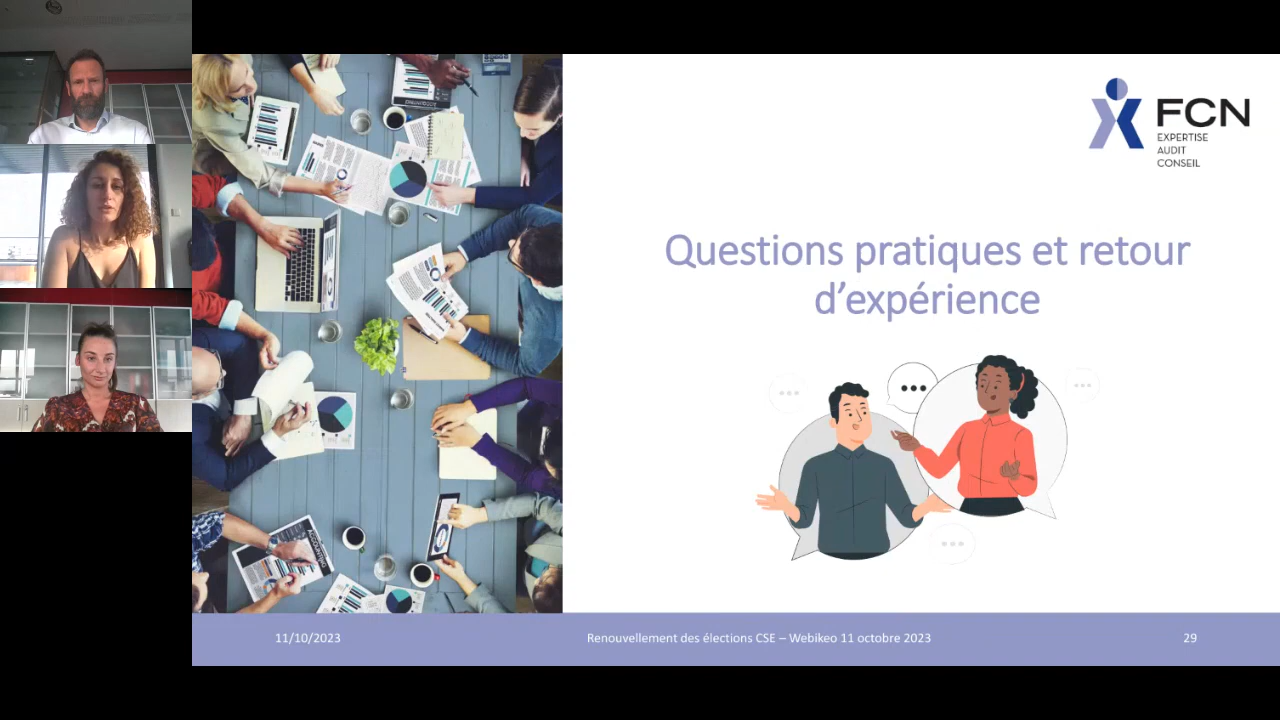 FCN
EXPERTISE
AUDIT
CONSEIL
Questions pratiques et retour
d’expérience
ACCOUNTING
11/10/2023
Renouvellement des élections CSE – Webikeo 11 octobre 2023
29